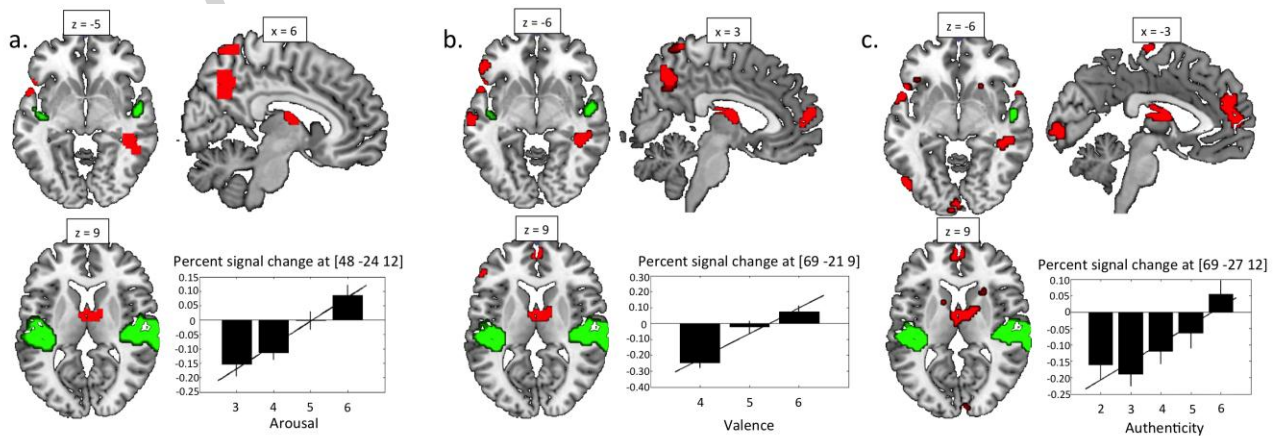 a.
z = -5
x = 6
z = 9
Percent signal change at [48 -24 12]
0.15
0.10
0.05
0
-0.05
-0.10
-0.15
-0.20
-0.25
3 4 5 6
Arousal
b.
z = -6
x = 3
z = 9
Percent signal change at [69 -21 9]
0.30
0.20
0.10
0
-0.10
-0.20
-0.30
-0.40
4 5 6
Valence
c.
z = -6
x = -3
z = 9
Percent signal change at [69 -27 12]
0.10
0.05
0
-0.05
-0.10
-0.15
-0.20
-0.25
2 3 4 5 6
Authenticity